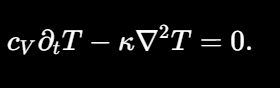 c_V ∂_t T − κ∇²T = 0.